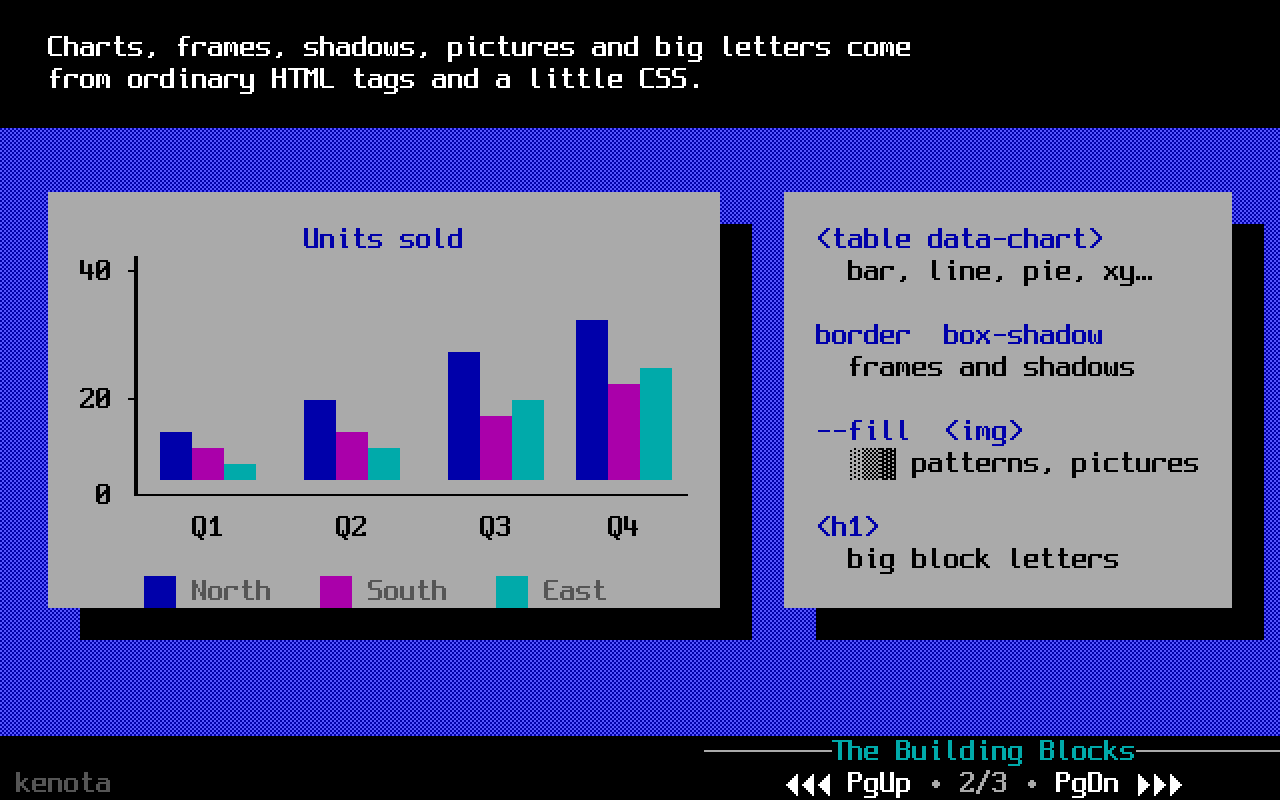 Charts, frames, shadows, pictures and big letters come
from ordinary HTML tags and a little CSS.
Units sold
40
20
0
Q1 Q2 Q3 Q4
North South East
<table data-chart>
bar, line, pie, xy…
border box-shadow
frames and shadows
--fill <img>
░▒▓ patterns, pictures
<h1>
big block letters
The Building Blocks
kenota
◄◄◄ PgUp • 2/3 • PgDn ►►►